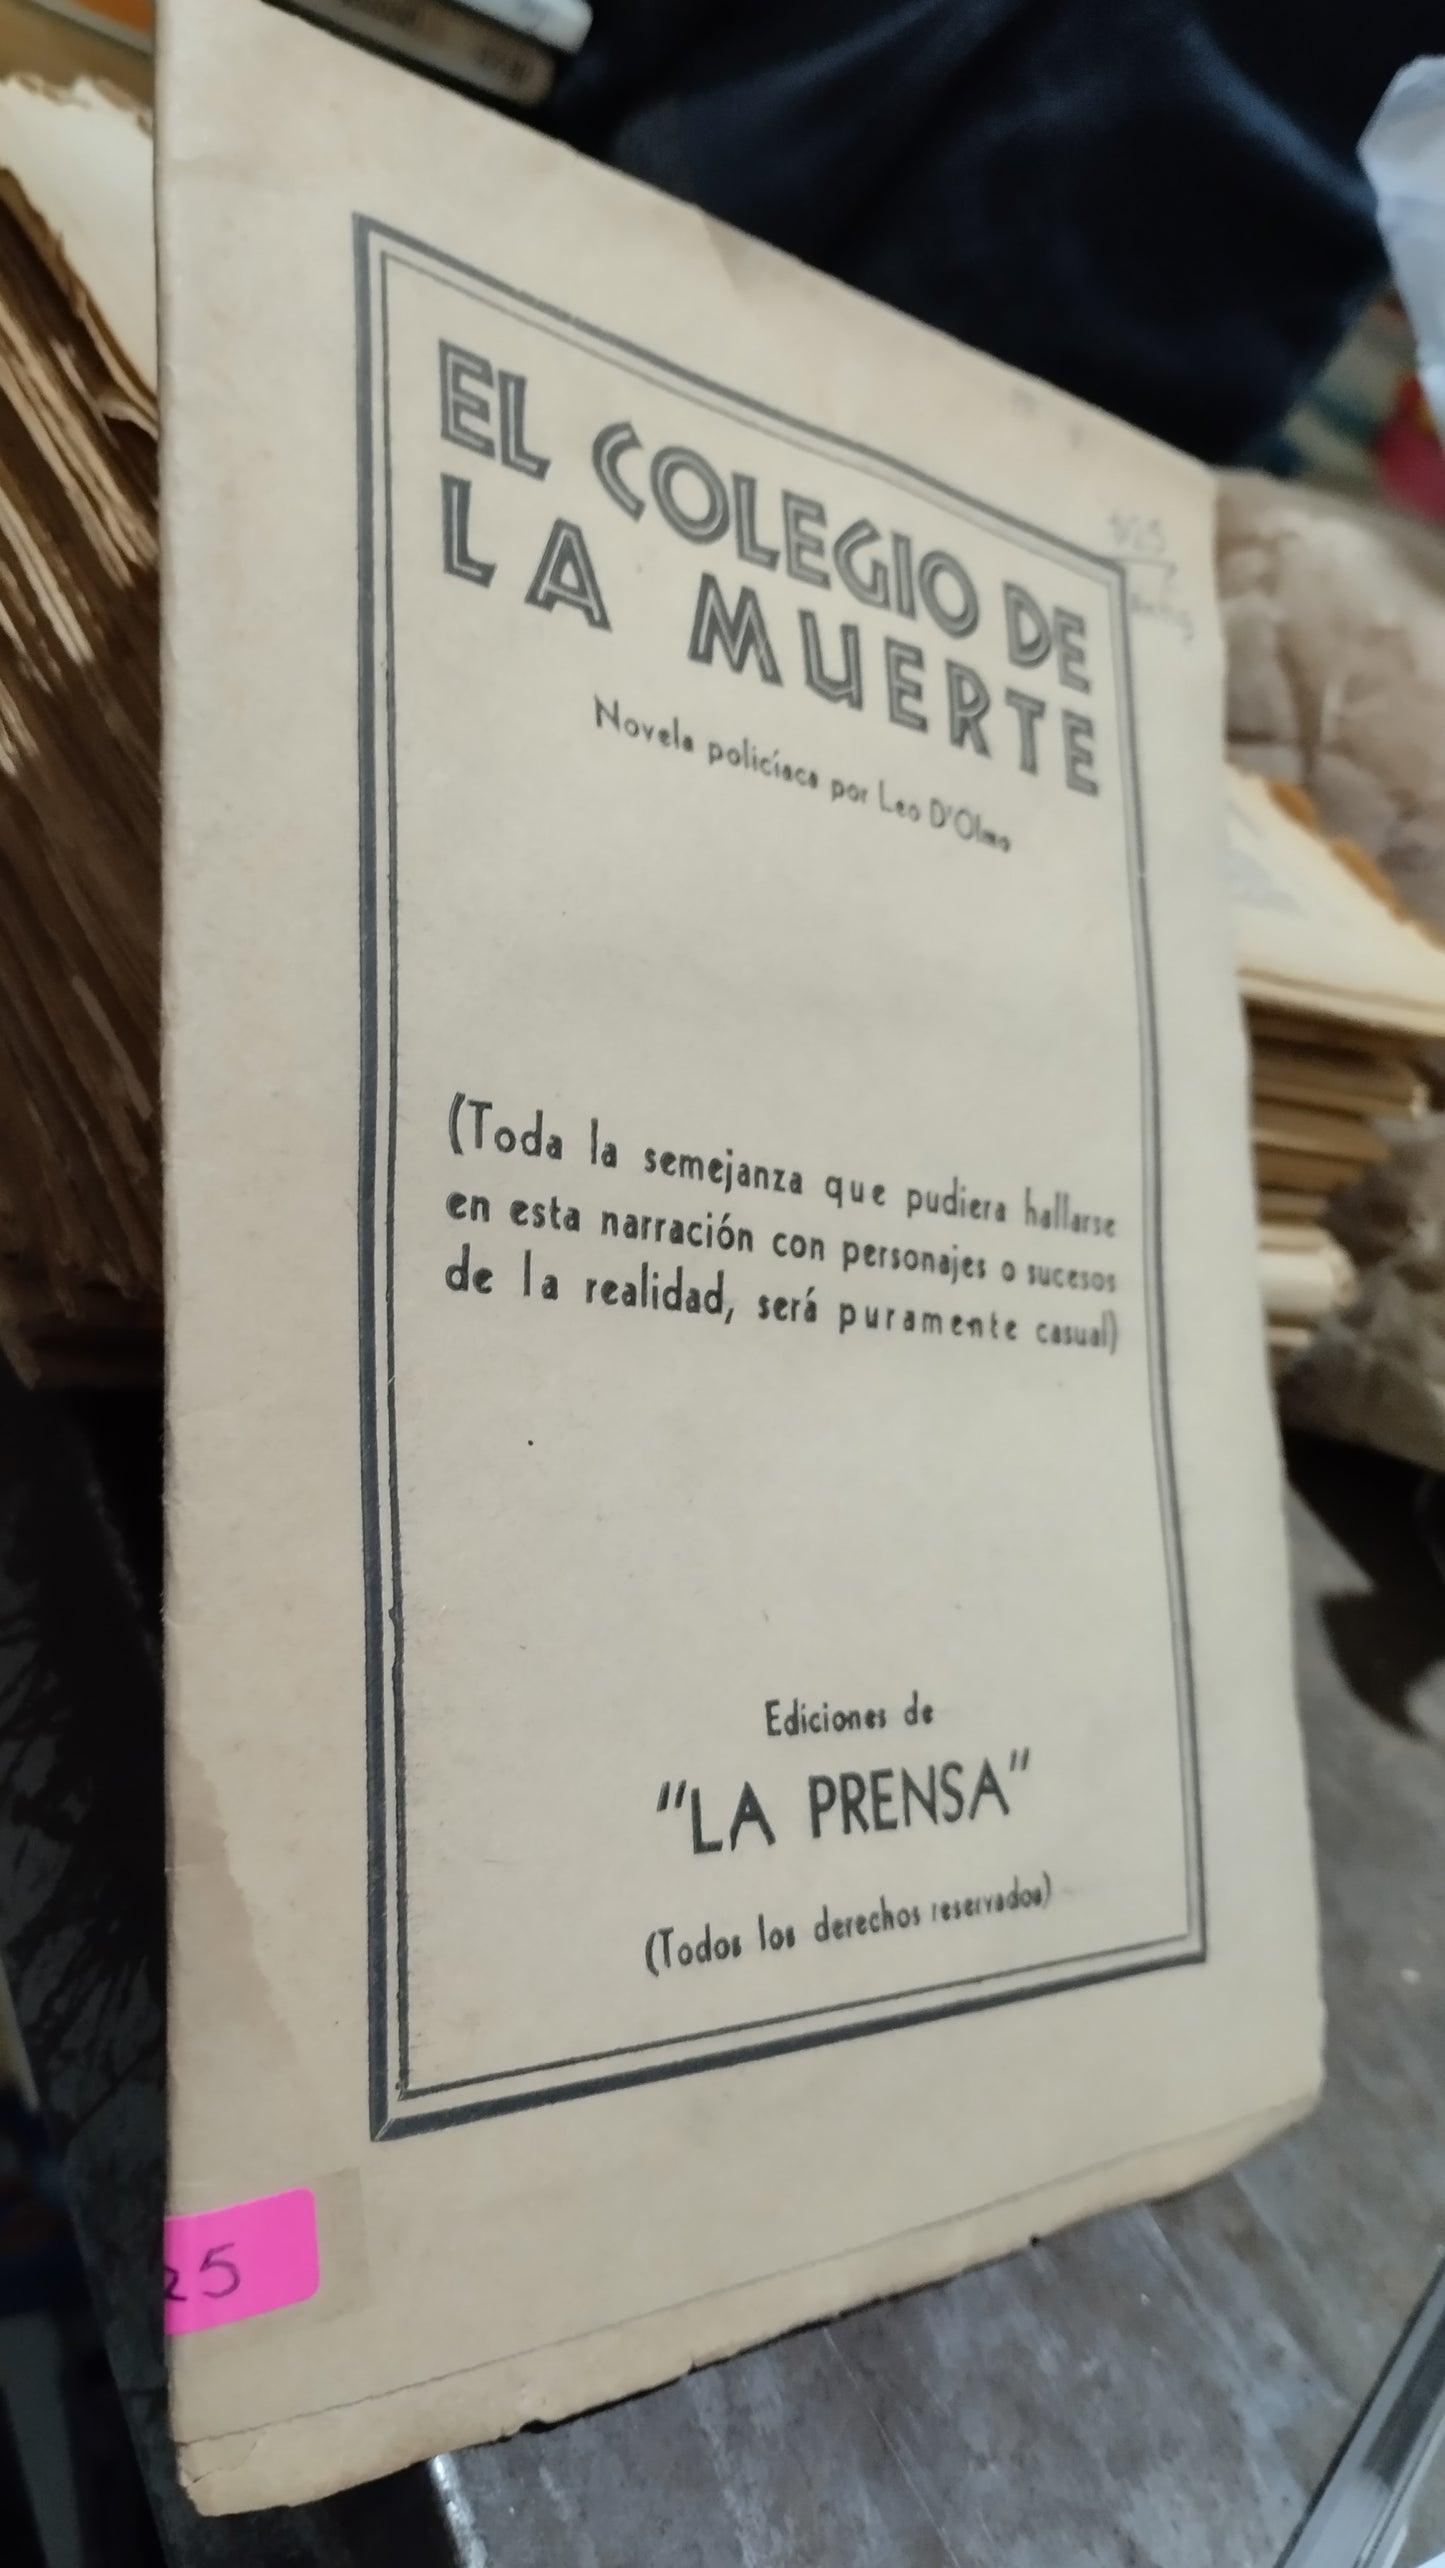 EL COLEGIO DE
LA MUERTE
Novela policíaca por Leo D'Olmo
(Toda la semejanza que pudiera hallarse
en esta narración con personajes o sucesos
de la realidad, será puramente casual)
Ediciones de
"LA PRENSA"
(Todos los derechos reservados)
25